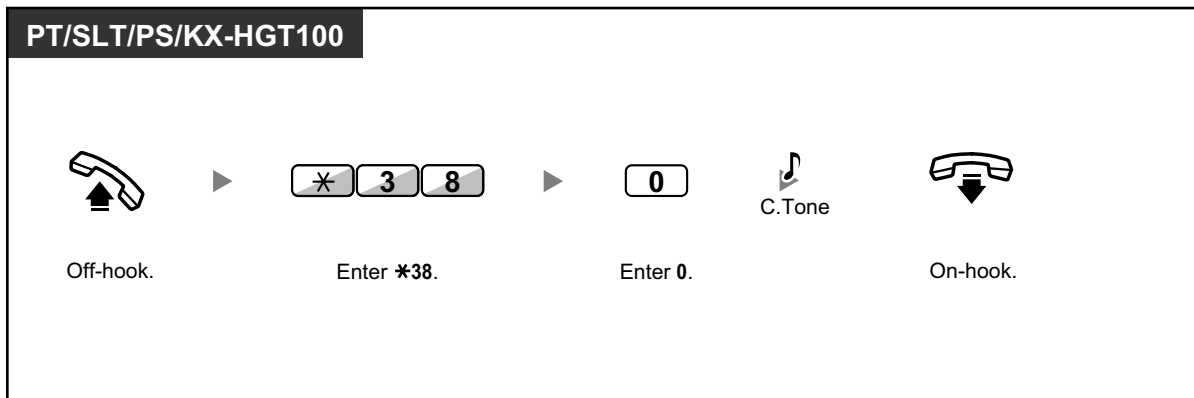 PT/SLT/PS/KX-HGT100
* 3 8
0
C.Tone
Off-hook.
Enter *38.
Enter 0.
On-hook.